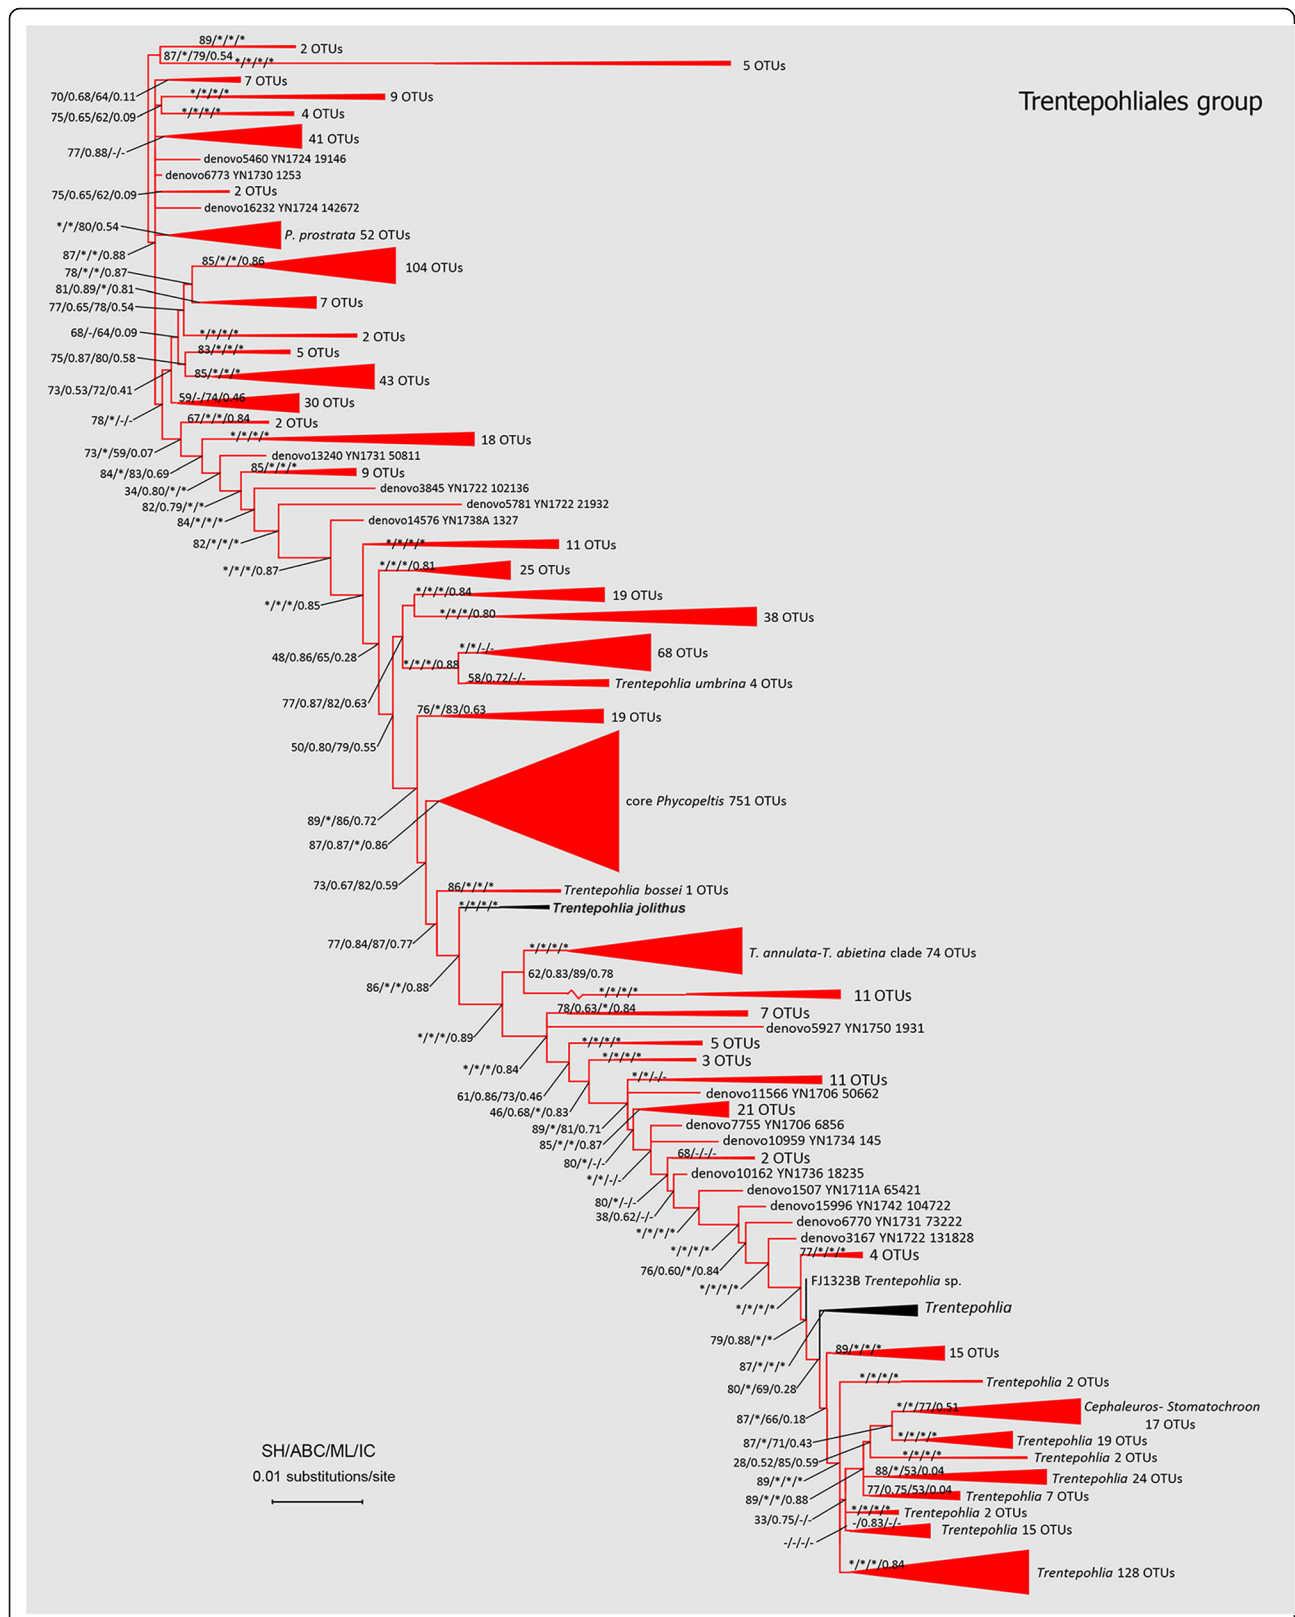 Trentepohliales group
89/*/*/*
2 OTUs
87/*/79/0.54
*/*/*/*
5 OTUs
7 OTUs
70/0.68/64/0.11
*/*/*/*
9 OTUs
75/0.65/62/0.09
*/*/*/*
4 OTUs
41 OTUs
77/0.88/-/-
denovo5460 YN1724 19146
denovo6773 YN1730 1253
75/0.65/62/0.09
2 OTUs
denovo16232 YN1724 142672
*/*/80/0.54
P. prostrata 52 OTUs
87/*/*/0.88
85/*/*/0.86
104 OTUs
78/*/*/0.87
81/0.89/*/0.81
7 OTUs
77/0.65/78/0.54
68/-/64/0.09
*/*/*/*
2 OTUs
83/*/*/*
5 OTUs
75/0.87/80/0.58
85/*/*/*
43 OTUs
73/0.53/72/0.41
59/-/74/0.46
30 OTUs
78/*/-/-
67/*/*/0.84
2 OTUs
*/*/*/*
18 OTUs
73/*/59/0.07
denovo13240 YN1731 50811
84/*/83/0.69
85/*/*/*
9 OTUs
34/0.80/*/*
denovo3845 YN1722 102136
82/0.79/*/*
denovo5781 YN1722 21932
84/*/*/*
denovo14576 YN1738A 1327
82/*/*/*
*/*/*/*
11 OTUs
*/*/*/0.87
*/*/*/0.81
25 OTUs
*/*/*/0.85
*/*/*/0.84
19 OTUs
*/*/*/0.80
38 OTUs
48/0.86/65/0.28
*/*/-/-
68 OTUs
*/*/*/0.88
58/0.72/-/-
Trentepohlia umbrina 4 OTUs
77/0.87/82/0.63
76/*/83/0.63
19 OTUs
50/0.80/79/0.55
core Phycopeltis 751 OTUs
89/*/86/0.72
87/0.87/*/0.86
73/0.67/82/0.59
86/*/*/*
Trentepohlia bossei 1 OTUs
*/*/*/*
Trentepohlia jolithus
77/0.84/87/0.77
*/*/*/*
T. annulata-T. abietina clade 74 OTUs
62/0.83/89/0.78
86/*/*/0.88
*/*/*/*
11 OTUs
78/0.63/*/0.84
7 OTUs
denovo5927 YN1750 1931
*/*/*/0.89
*/*/*/*
5 OTUs
*/*/*/*
3 OTUs
*/*/*/0.84
*/*/-/-
11 OTUs
61/0.86/73/0.46
denovo11566 YN1706 50662
46/0.68/*/0.83
21 OTUs
89/*/81/0.71
denovo7755 YN1706 6856
85/*/*/0.87
denovo10959 YN1734 145
80/*/-/-
68/-/-/-
2 OTUs
*/*/-/-
denovo10162 YN1736 18235
denovo1507 YN1711A 65421
80/*/-/-
38/0.62/-/-
denovo15996 YN1742 104722
*/*/*/*
denovo6770 YN1731 73222
denovo3167 YN1722 131828
*/*/*/*
77/*/*/*
4 OTUs
76/0.60/*/0.84
FJ1323B Trentepohlia sp.
*/*/*/*
*/*/*/*
Trentepohlia
79/0.88/*/*
89/*/*/*
15 OTUs
87/*/*/*
80/*/69/0.28
*/*/*/*
Trentepohlia 2 OTUs
*/*/77/0.51
Cephaleuros- Stomatochroon
17 OTUs
87/*/66/0.18
*/*/*/*
Trentepohlia 19 OTUs
87/*/71/0.43
*/*/*/*
Trentepohlia 2 OTUs
28/0.52/85/0.59
88/*/53/0.04
Trentepohlia 24 OTUs
89/*/*/*
77/0.75/53/0.04
Trentepohlia 7 OTUs
89/*/*/0.88
*/*/*/*
Trentepohlia 2 OTUs
33/0.75/-/-
-/0.83/-/-
Trentepohlia 15 OTUs
-/-/-/-
*/*/*/0.84
Trentepohlia 128 OTUs
SH/ABC/ML/IC
0.01 substitutions/site